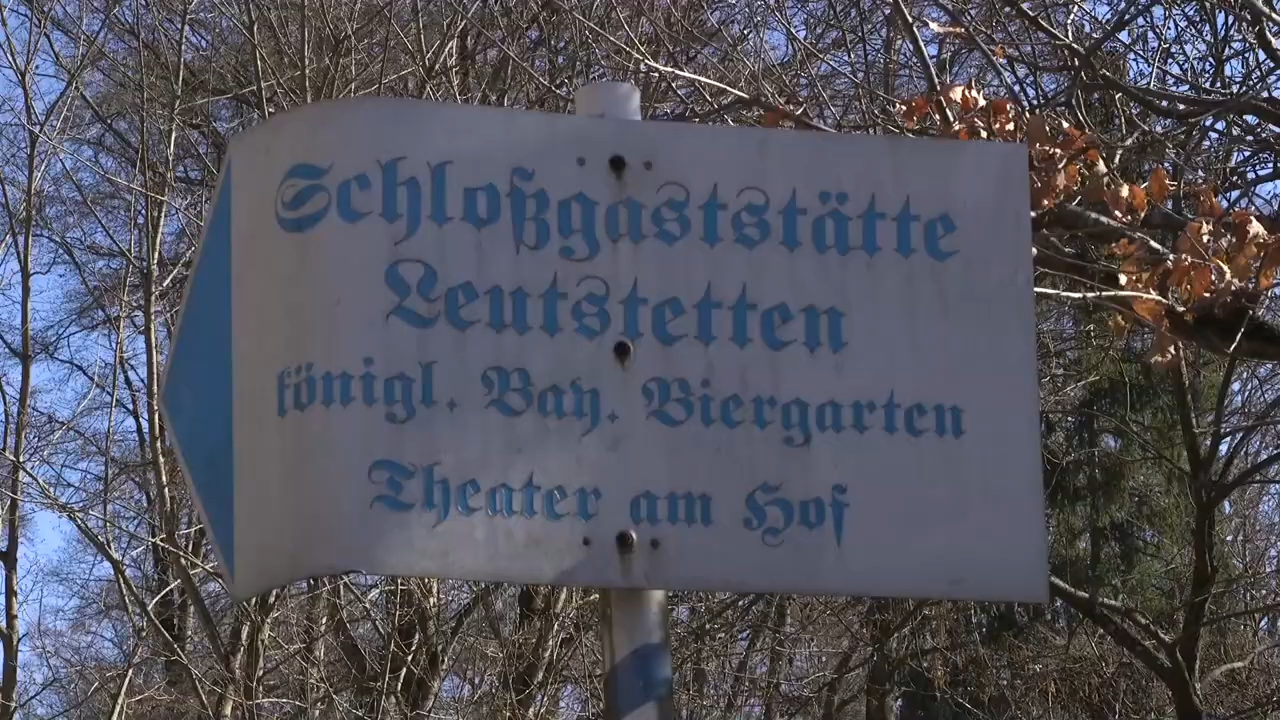 Schloßgaststätte
Leutstetten
königl. Bay. Biergarten
Theater am Hof